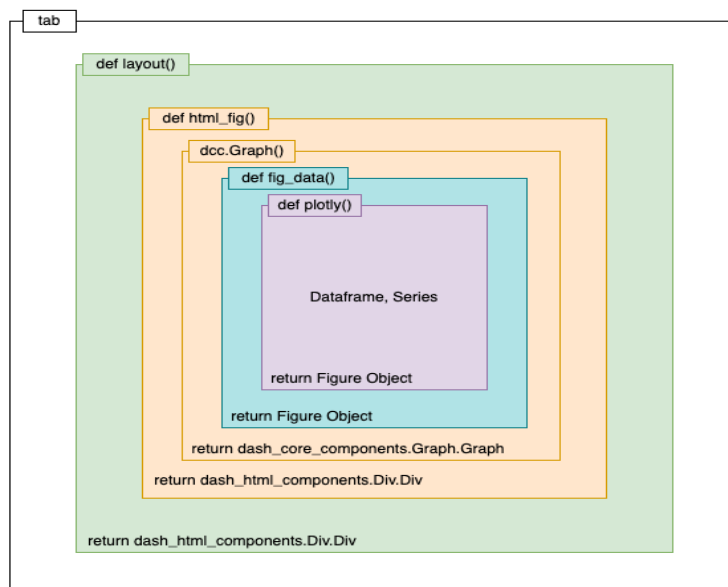 tab
def layout()
def html_fig()
dcc.Graph()
def fig_data()
def plotly()
Dataframe, Series
return Figure Object
return Figure Object
return dash_core_components.Graph.Graph
return dash_html_components.Div.Div
return dash_html_components.Div.Div